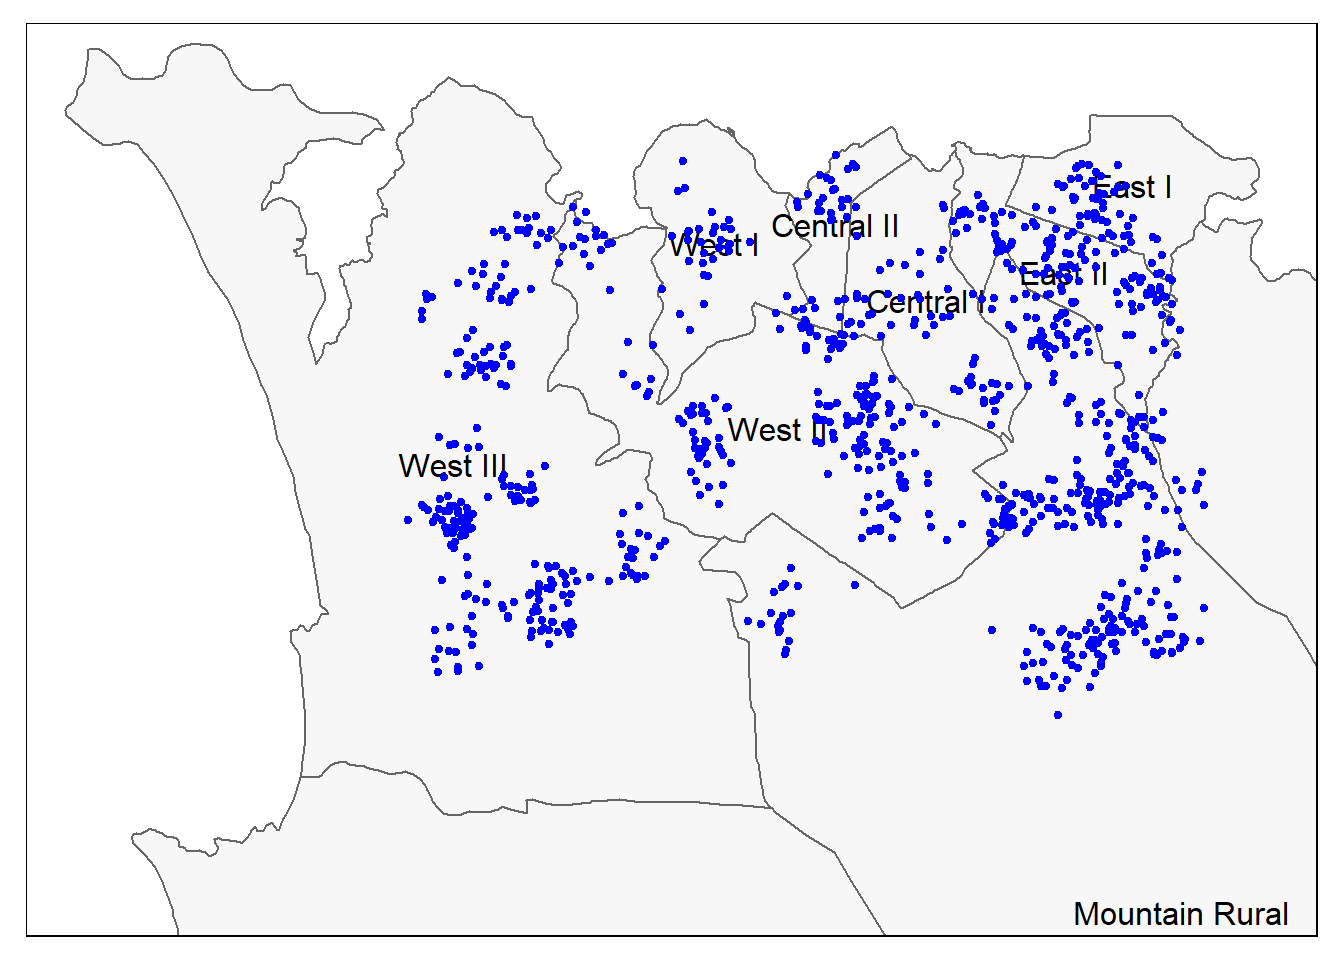 East I
Central II
West I
East II
Central I
West II
West III
Mountain Rural